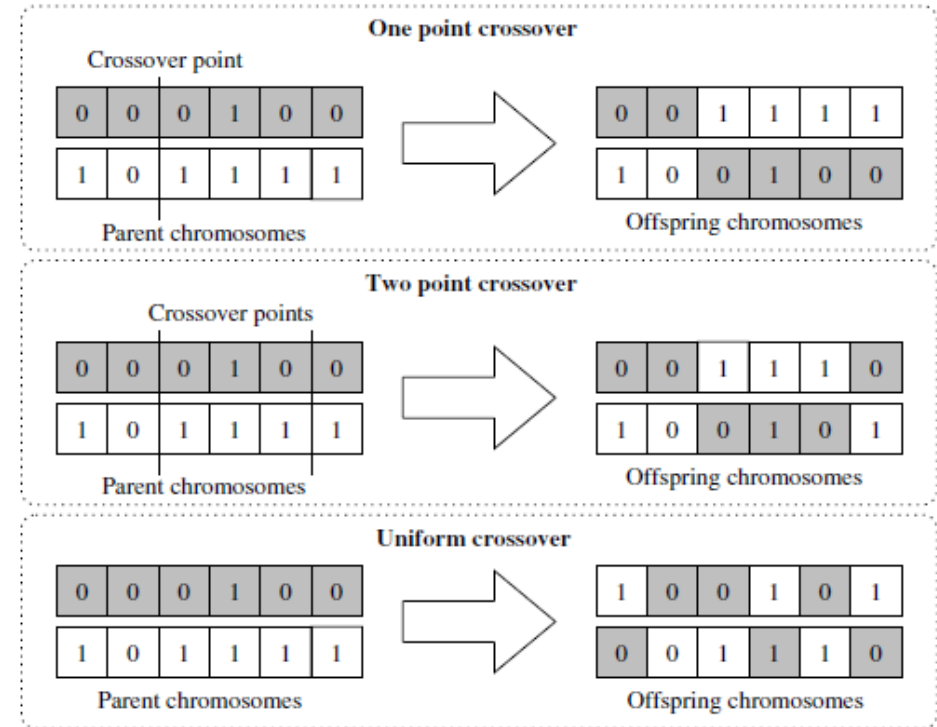 One point crossover
Crossover point
0 0 0 1 0 0
1 0 1 1 1 1
Parent chromosomes
0 0 1 1 1 1
1 0 0 1 0 0
Offspring chromosomes
Two point crossover
Crossover points
0 0 0 1 0 0
1 0 1 1 1 1
Parent chromosomes
0 0 1 1 1 0
1 0 0 1 0 1
Offspring chromosomes
Uniform crossover
0 0 0 1 0 0
1 0 1 1 1 1
Parent chromosomes
1 0 0 1 0 1
0 0 1 1 1 0
Offspring chromosomes